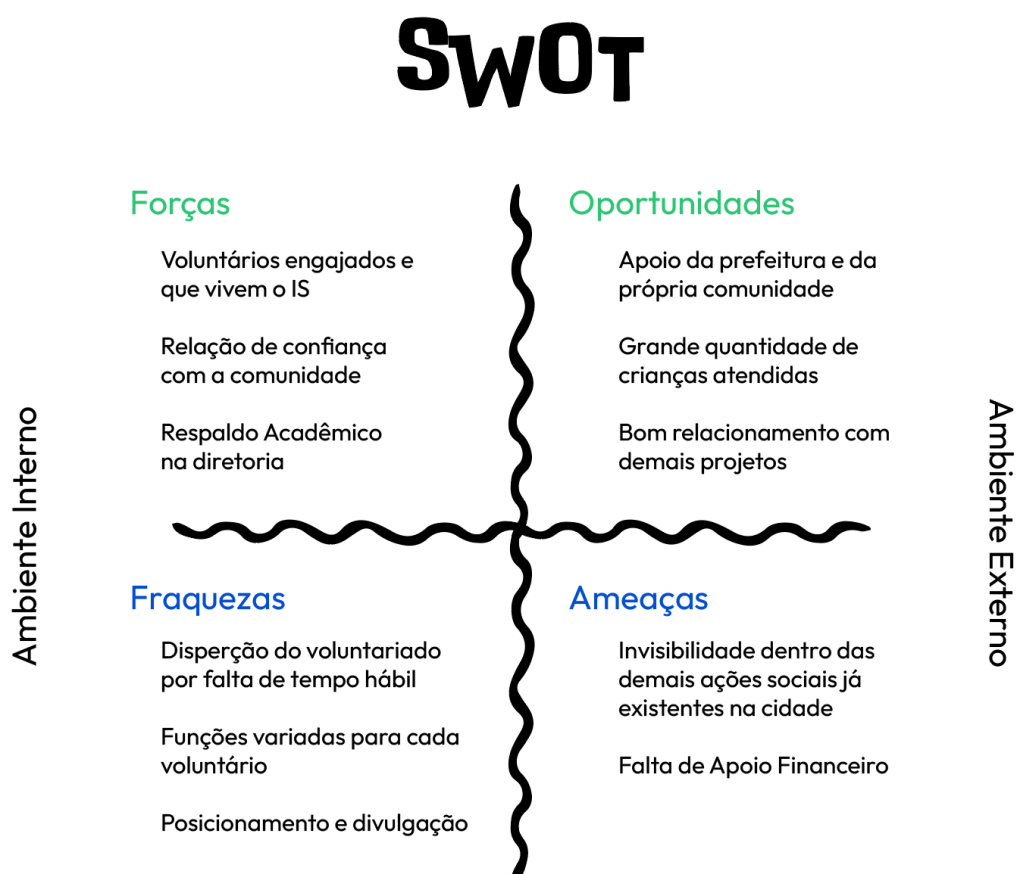 SWOT
Forças
Voluntários engajados e
que vivem o IS
Relação de confiança
com a comunidade
Respaldo Acadêmico
na diretoria
Oportunidades
Apoio da prefeitura e da
própria comunidade
Grande quantidade de
crianças atendidas
Bom relacionamento com
demais projetos
Ambiente Interno
Ambiente Externo
Fraquezas
Disperção do voluntariado
por falta de tempo hábil
Funções variadas para cada
voluntário
Posicionamento e divulgação
Ameaças
Invisibilidade dentro das
demais ações sociais já
existentes na cidade
Falta de Apoio Financeiro